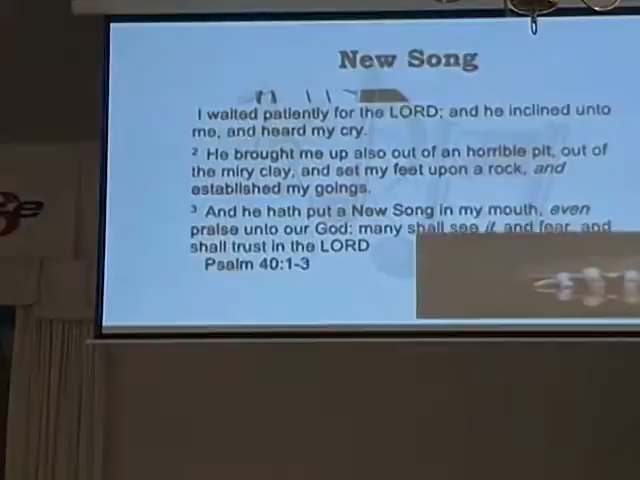 New Song
I waited patiently for the LORD; and he inclined unto
me, and heard my cry.
2 He brought me up also out of an horrible pit, out of
the miry clay, and set my feet upon a rock, and
established my goings.
3 And he hath put a New Song in my mouth, even
praise unto our God: many shall see it and fear, and
shall trust in the LORD
Psalm 40:1-3